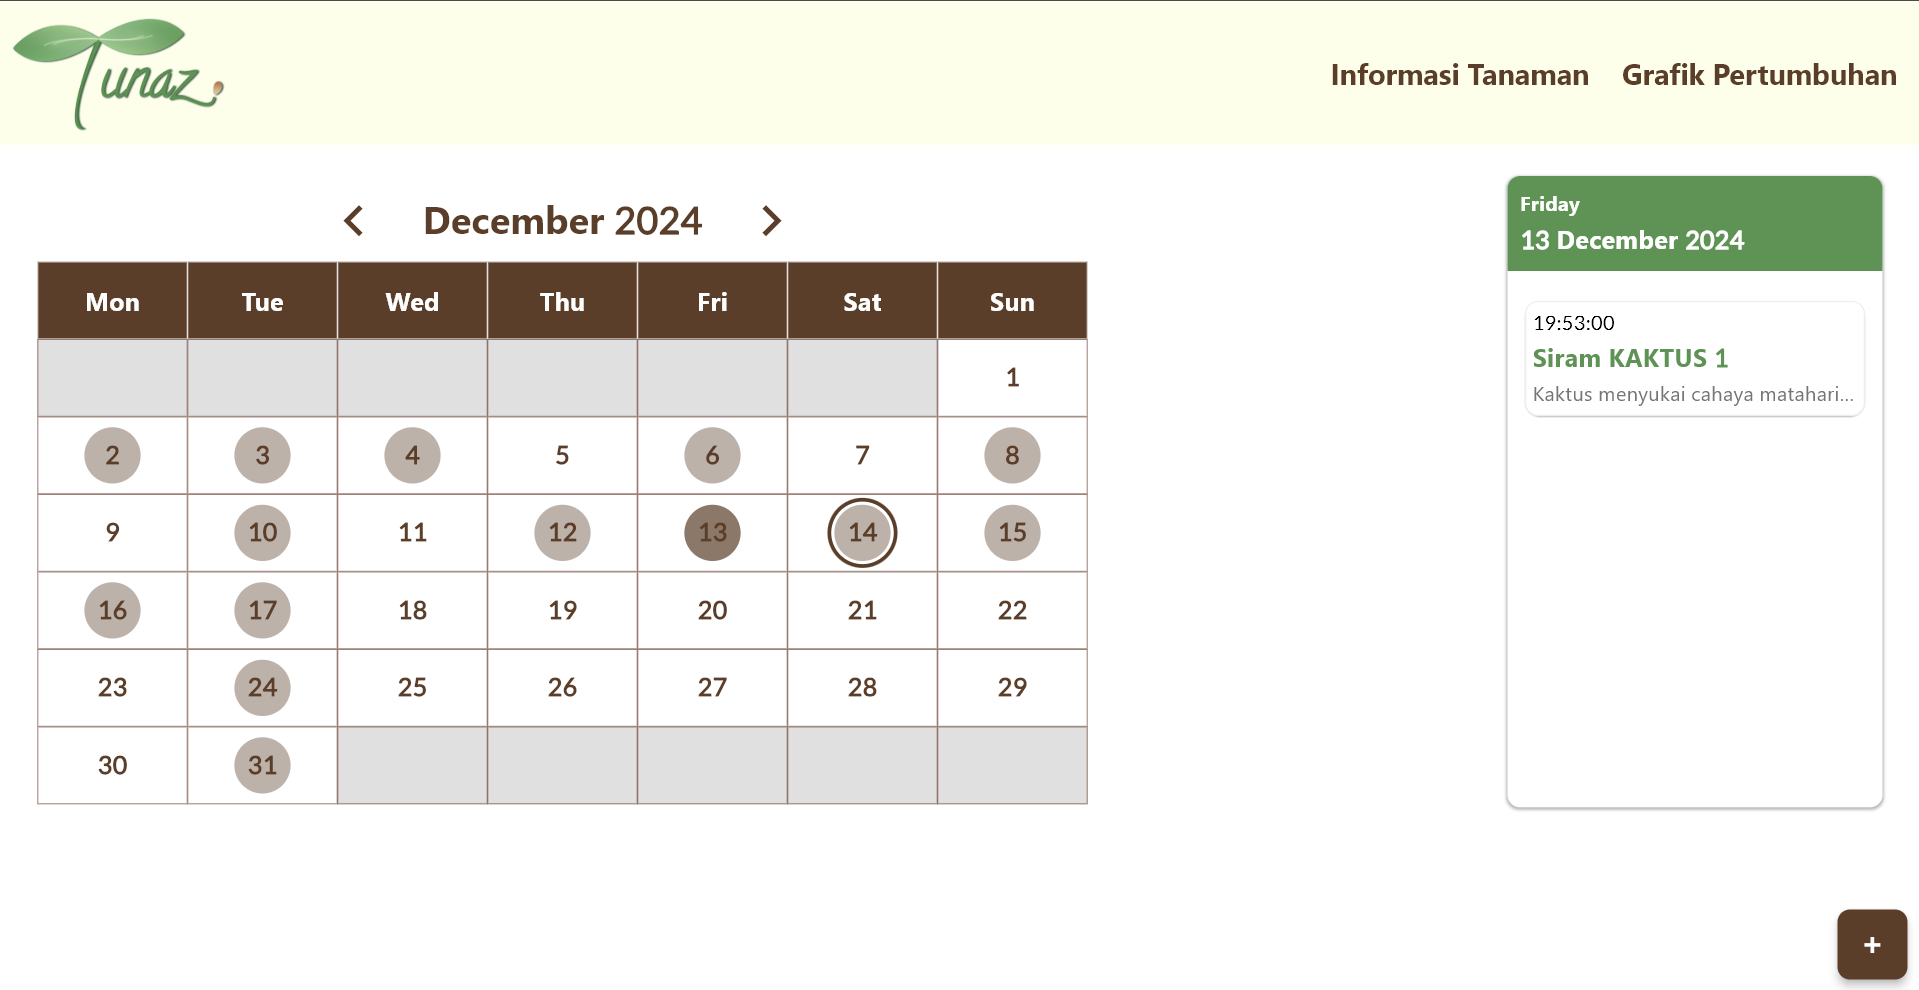 Tunaz.
Informasi Tanaman Grafik Pertumbuhan
December 2024
Mon Tue Wed Thu Fri Sat Sun
1
2 3 4 5 6 7 8
9 10 11 12 13 14 15
16 17 18 19 20 21 22
23 24 25 26 27 28 29
30 31
Friday
13 December 2024
19:53:00
Siram KAKTUS 1
Kaktus menyukai cahaya matahari...
+